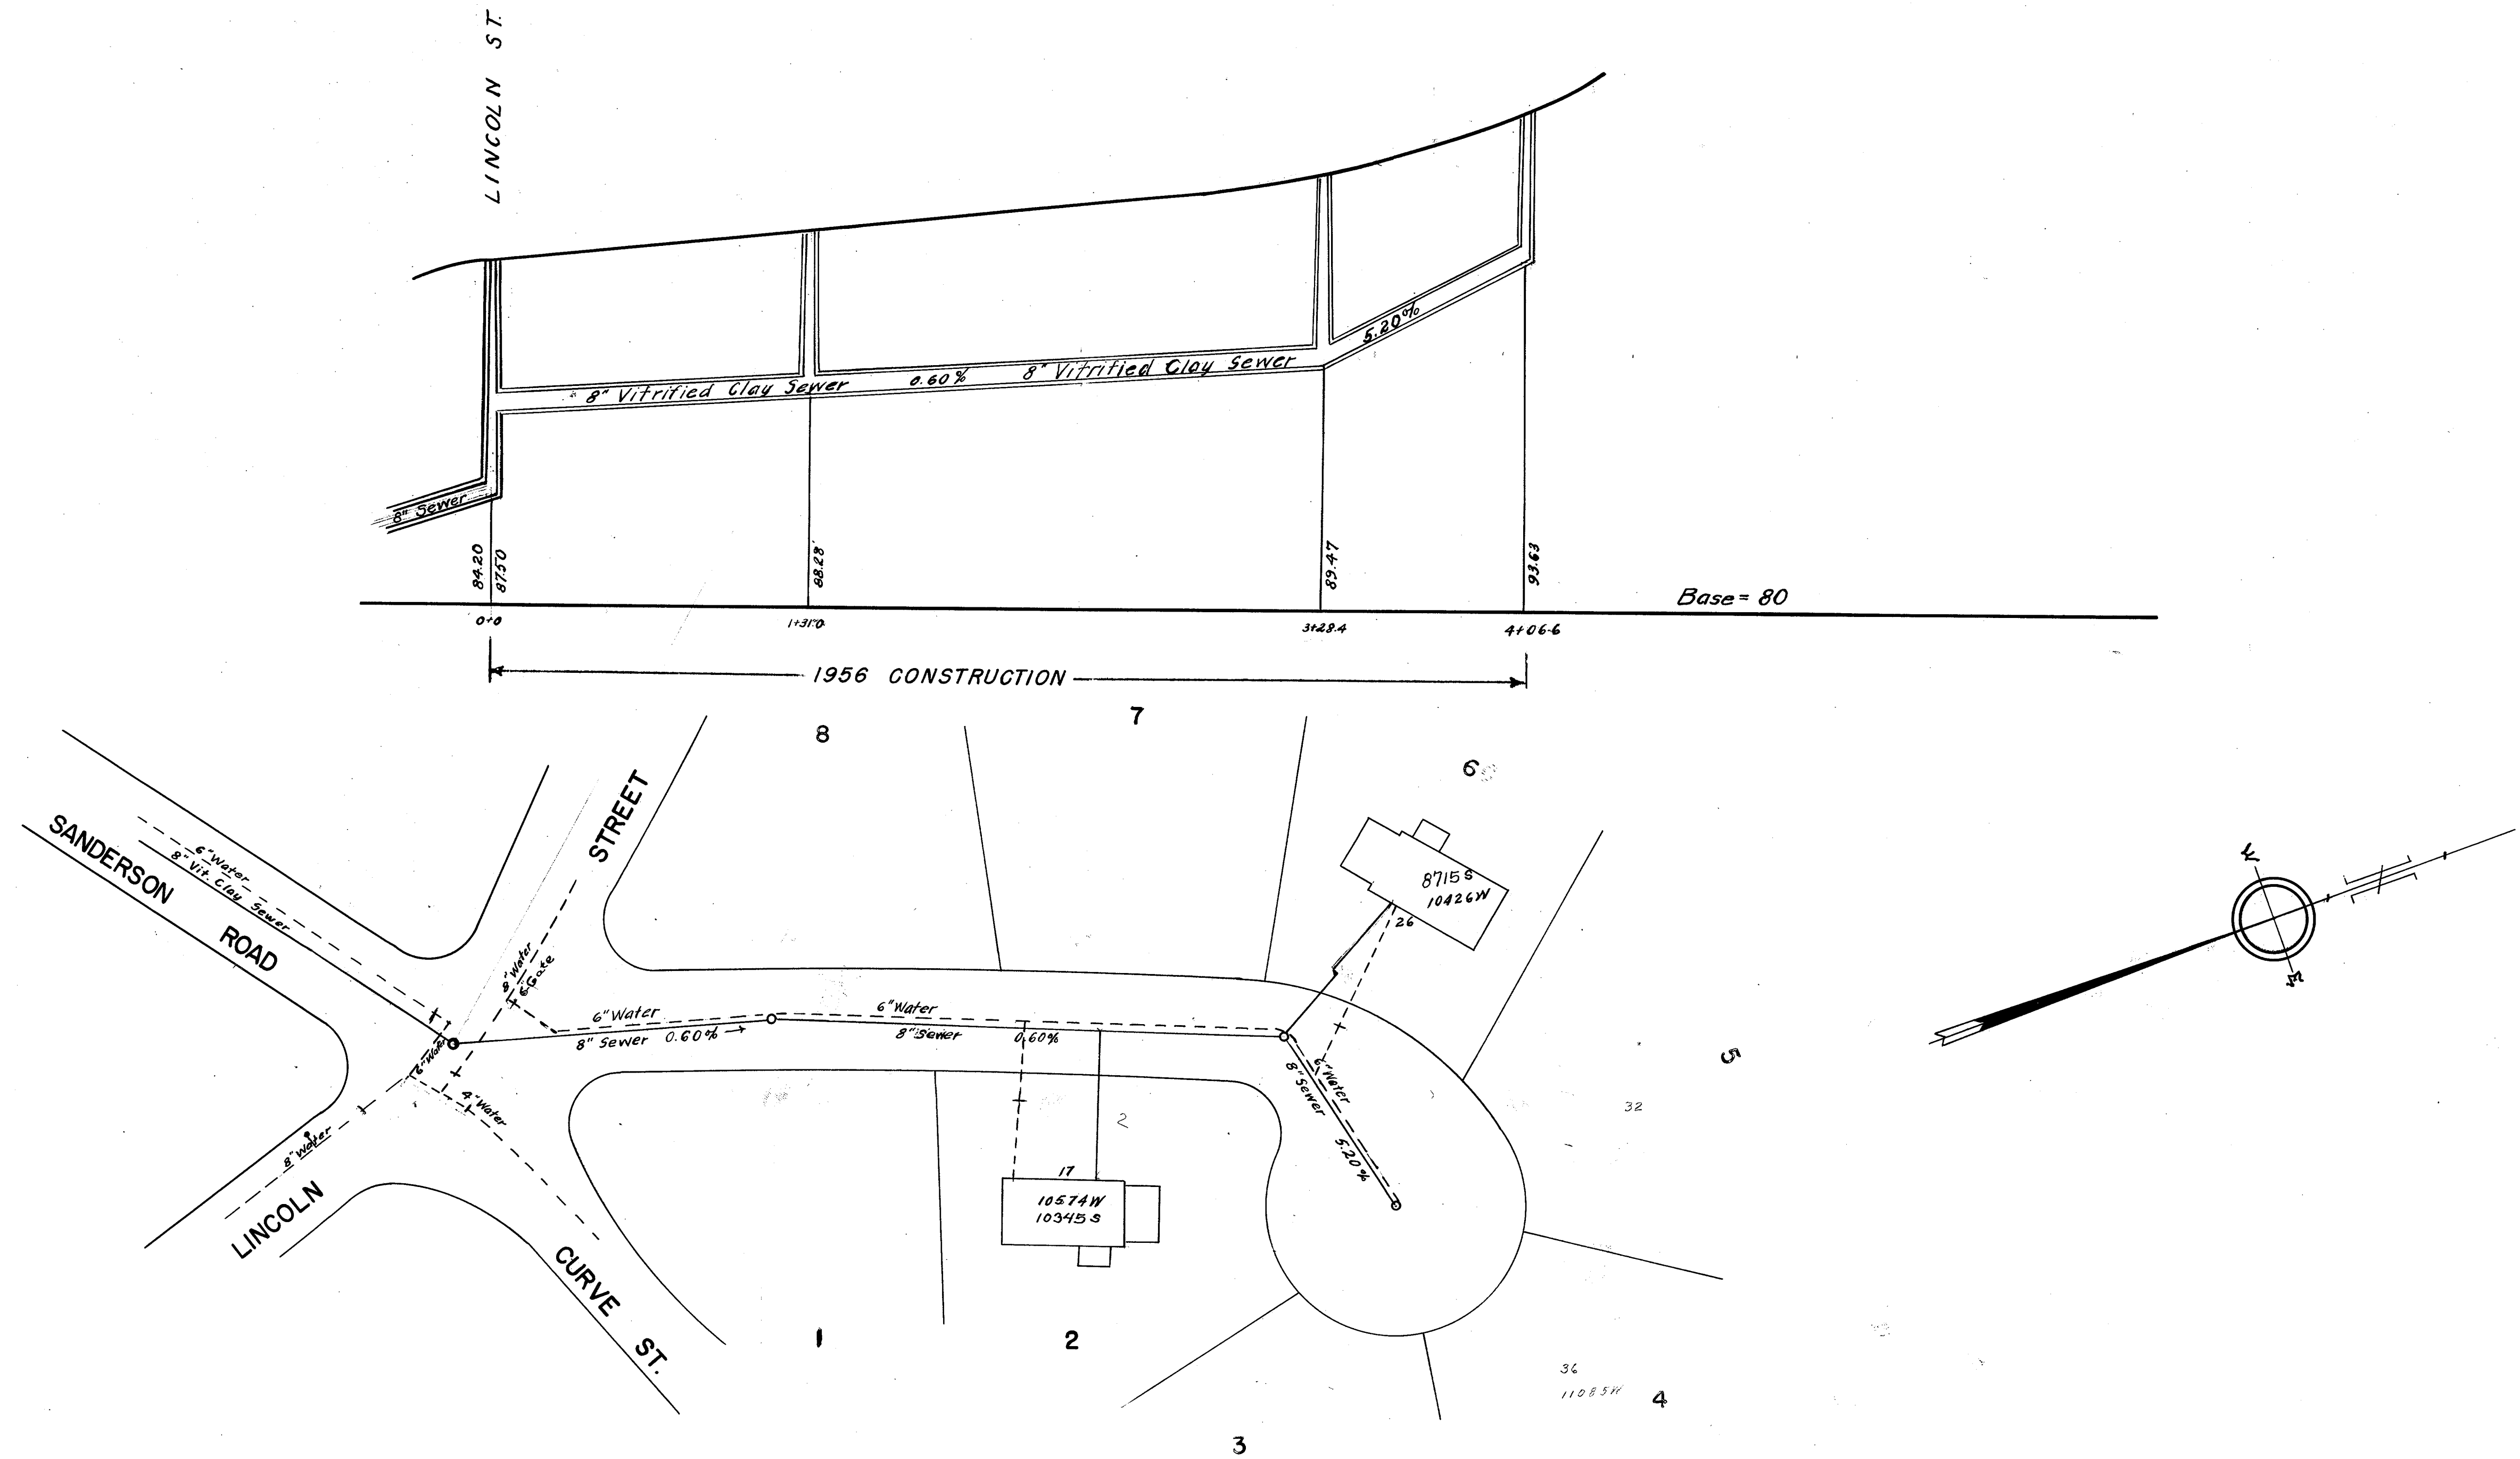 LINCOLN ST.
5.20%
8" Vitrified Clay Sewer 0.60% 8" Vitrified Clay Sewer
8" Sewer
84.20
87.50
88.28
89.47
93.63
Base = 80
0+0
1+31.0
3+28.4
4+06.6
1956 CONSTRUCTION
8
7
6
SANDERSON ROAD
6" Water
8" Vit. Clay Sewer
STREET
8" Water
6" Gate
6" Water
8" Sewer 0.60%
6" Water
8" Sewer 0.60%
8715 S
10426 W
26
6" Water
8" Sewer 5.20%
6" Water
4" Water
8" Water
LINCOLN
CURVE ST.
2
17
10574 W
10345 S
5
32
1
2
36
11085 W
4
3
W
E